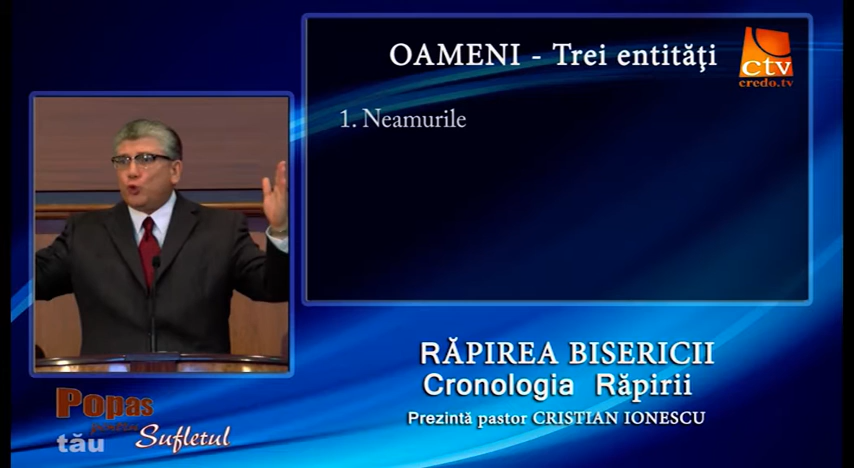 OAMENI - Trei entităţi
ctv
credo.tv
1. Neamurile
RĂPIREA BISERICII
Cronologia Răpirii
Prezintă pastor CRISTIAN IONESCU
Popas
pentru
tău Sufletul